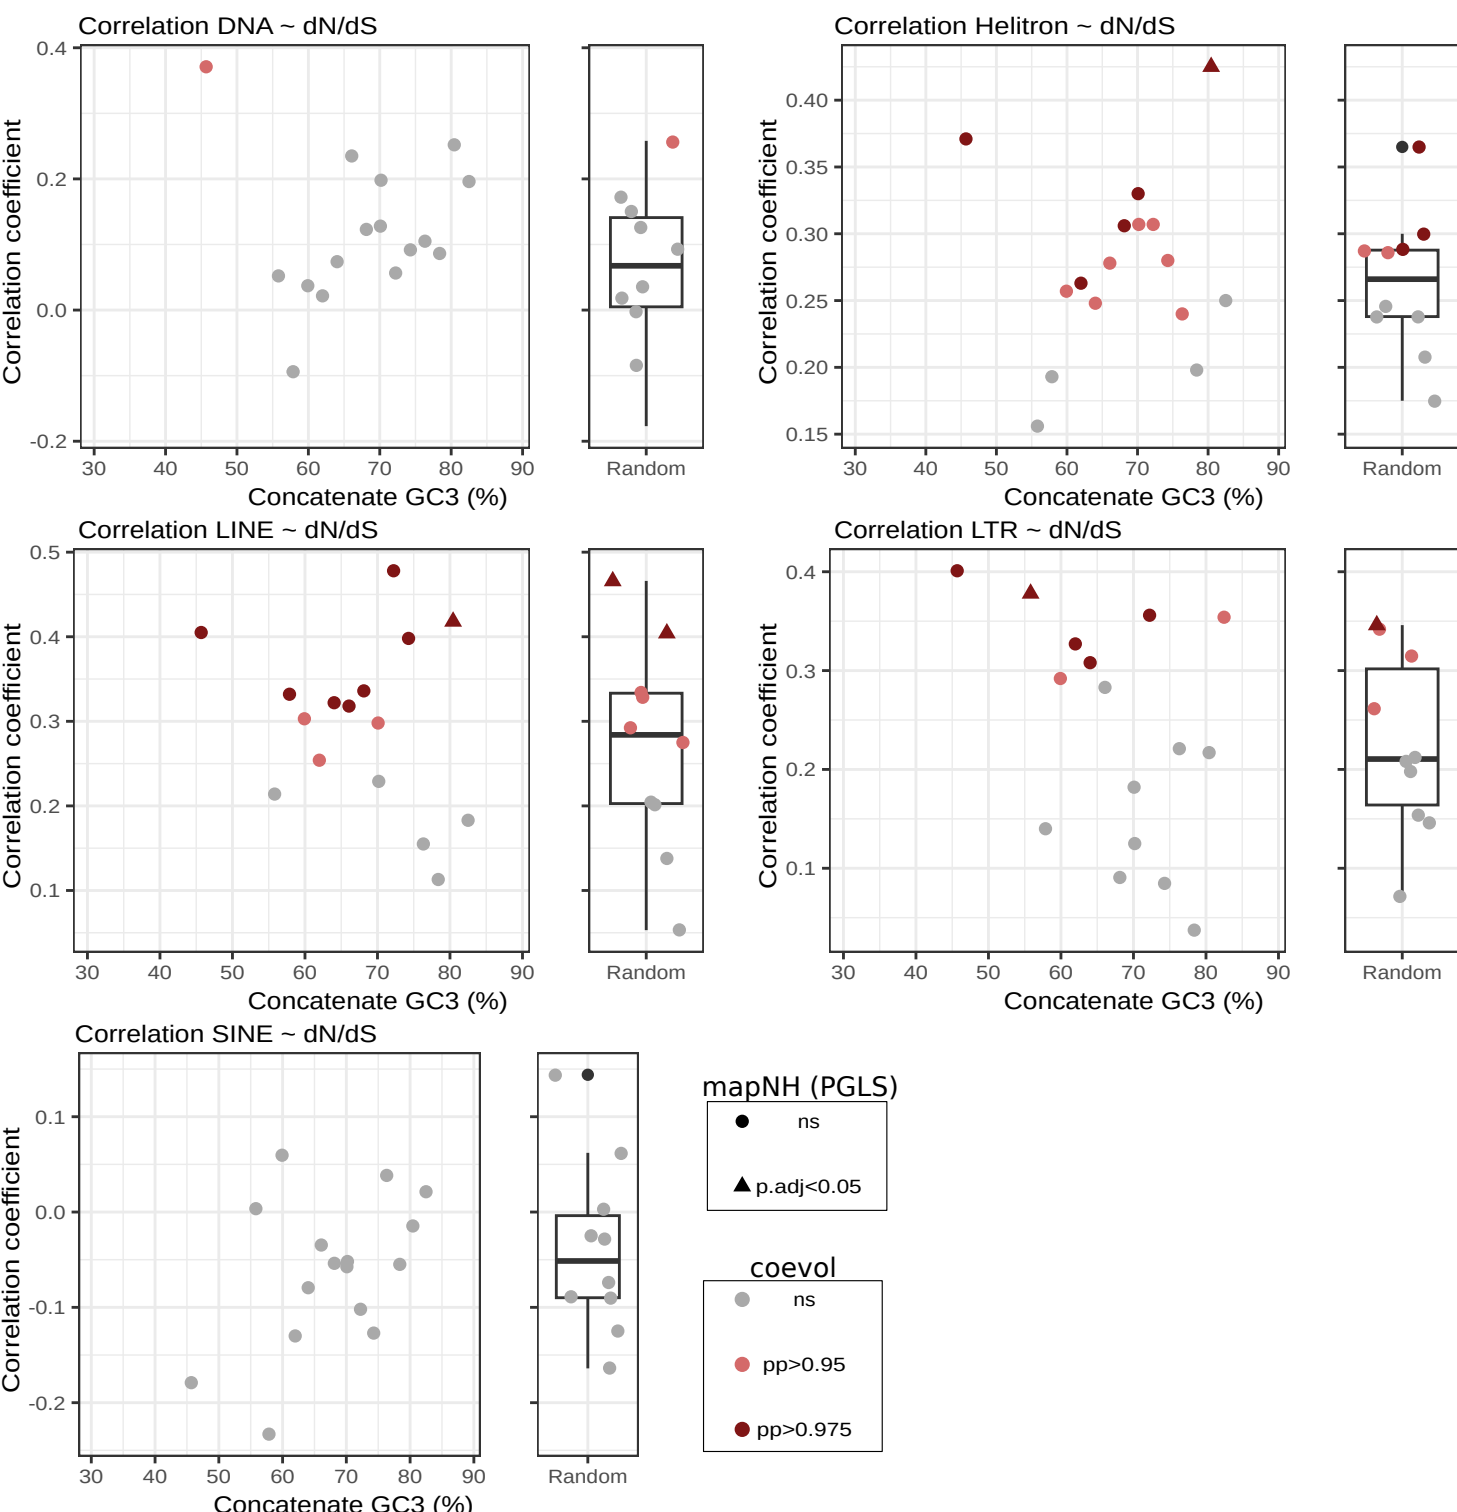 Correlation DNA ~ dN/dS
Correlation coefficient
0.4
0.2
0.0
-0.2
30 40 50 60 70 80 90
Concatenate GC3 (%)
Random
Correlation Helitron ~ dN/dS
Correlation coefficient
0.40
0.35
0.30
0.25
0.20
0.15
30 40 50 60 70 80 90
Concatenate GC3 (%)
Random
Correlation LINE ~ dN/dS
Correlation coefficient
0.5
0.4
0.3
0.2
0.1
30 40 50 60 70 80 90
Concatenate GC3 (%)
Random
Correlation LTR ~ dN/dS
Correlation coefficient
0.4
0.3
0.2
0.1
30 40 50 60 70 80 90
Concatenate GC3 (%)
Random
Correlation SINE ~ dN/dS
Correlation coefficient
0.1
0.0
-0.1
-0.2
30 40 50 60 70 80 90
Concatenate GC3 (%)
Random
mapNH (PGLS)
ns
p.adj<0.05
coevol
ns
pp>0.95
pp>0.975